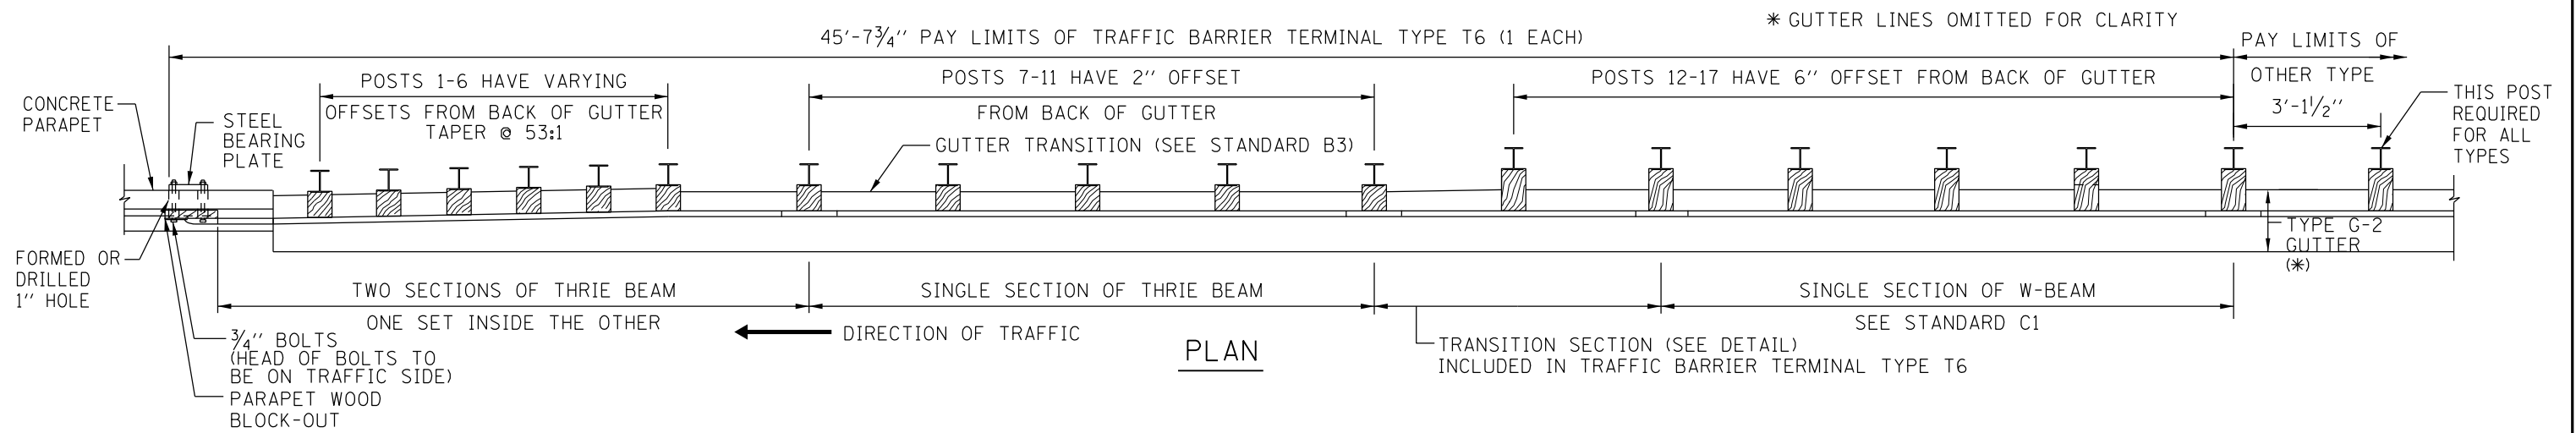 * GUTTER LINES OMITTED FOR CLARITY
45'-7¾" PAY LIMITS OF TRAFFIC BARRIER TERMINAL TYPE T6 (1 EACH)
PAY LIMITS OF
OTHER TYPE
3'-1½"
POSTS 1-6 HAVE VARYING
OFFSETS FROM BACK OF GUTTER
TAPER @ 53:1
POSTS 7-11 HAVE 2" OFFSET
FROM BACK OF GUTTER
POSTS 12-17 HAVE 6" OFFSET FROM BACK OF GUTTER
THIS POST
REQUIRED
FOR ALL
TYPES
CONCRETE
PARAPET
STEEL
BEARING
PLATE
GUTTER TRANSITION (SEE STANDARD B3)
TYPE G-2
GUTTER
(*)
FORMED OR
DRILLED
1" HOLE
TWO SECTIONS OF THRIE BEAM
ONE SET INSIDE THE OTHER
SINGLE SECTION OF THRIE BEAM
SINGLE SECTION OF W-BEAM
SEE STANDARD C1
¾" BOLTS
(HEAD OF BOLTS TO
BE ON TRAFFIC SIDE)
PARAPET WOOD
BLOCK-OUT
DIRECTION OF TRAFFIC
TRANSITION SECTION (SEE DETAIL)
INCLUDED IN TRAFFIC BARRIER TERMINAL TYPE T6
PLAN